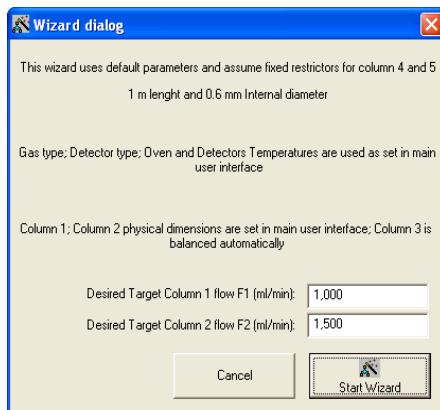 Wizard dialog
This wizard uses default parameters and assume fixed restrictors for column 4 and 5
1 m lenght and 0.6 mm Internal diameter
Gas type; Detector type; Oven and Detectors Temperatures are used as set in main
user interface
Column 1; Column 2 physical dimensions are set in main user interface; Column 3 is
balanced automatically
Desired Target Column 1 flow F1 (ml/min): 1,000
Desired Target Column 2 flow F2 (ml/min): 1,500
Cancel
Start Wizard